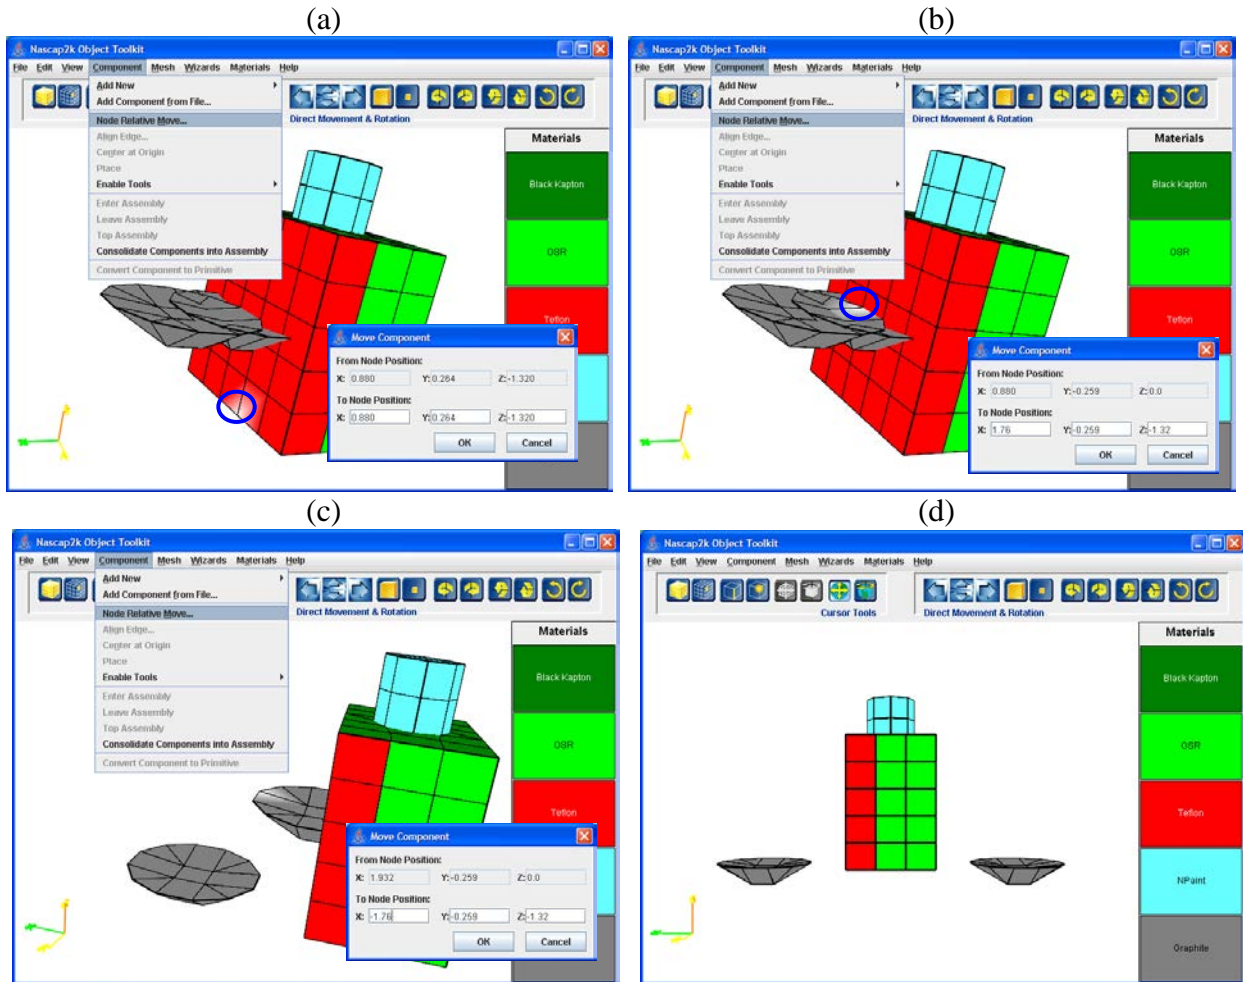 (a)
Nascap2k Object Toolkit
File Edit View Component Mesh Wizards Materials Help
Add New
Add Component from File...
Node Relative Move...
Align Edge...
Center at Origin
Place
Enable Tools
Enter Assembly
Leave Assembly
Top Assembly
Consolidate Components into Assembly
Convert Component to Primitive
Direct Movement & Rotation
Materials
Black Kapton
OSR
Teflon
Move Component
From Node Position:
X: 0.880 Y: 0.264 Z: -1.320
To Node Position:
X: 0.880 Y: 0.264 Z: -1.320
OK Cancel
(b)
Nascap2k Object Toolkit
File Edit View Component Mesh Wizards Materials Help
Add New
Add Component from File...
Node Relative Move...
Align Edge...
Center at Origin
Place
Enable Tools
Enter Assembly
Leave Assembly
Top Assembly
Consolidate Components into Assembly
Convert Component to Primitive
Direct Movement & Rotation
Materials
Black Kapton
OSR
Teflon
Move Component
From Node Position:
X: 0.880 Y: -0.259 Z: 0.0
To Node Position:
X: 1.76 Y: -0.259 Z: -1.32
OK Cancel
(c)
Nascap2k Object Toolkit
File Edit View Component Mesh Wizards Materials Help
Add New
Add Component from File...
Node Relative Move...
Align Edge...
Center at Origin
Place
Enable Tools
Enter Assembly
Leave Assembly
Top Assembly
Consolidate Components into Assembly
Convert Component to Primitive
Direct Movement & Rotation
Materials
Black Kapton
OSR
Teflon
Move Component
From Node Position:
X: 1.932 Y: -0.259 Z: 0.0
To Node Position:
X: -1.76 Y: -0.259 Z: -1.32
OK Cancel
(d)
Nascap2k Object Toolkit
File Edit View Component Mesh Wizards Materials Help
Cursor Tools
Direct Movement & Rotation
Materials
Black Kapton
OSR
Teflon
NPaint
Graphite